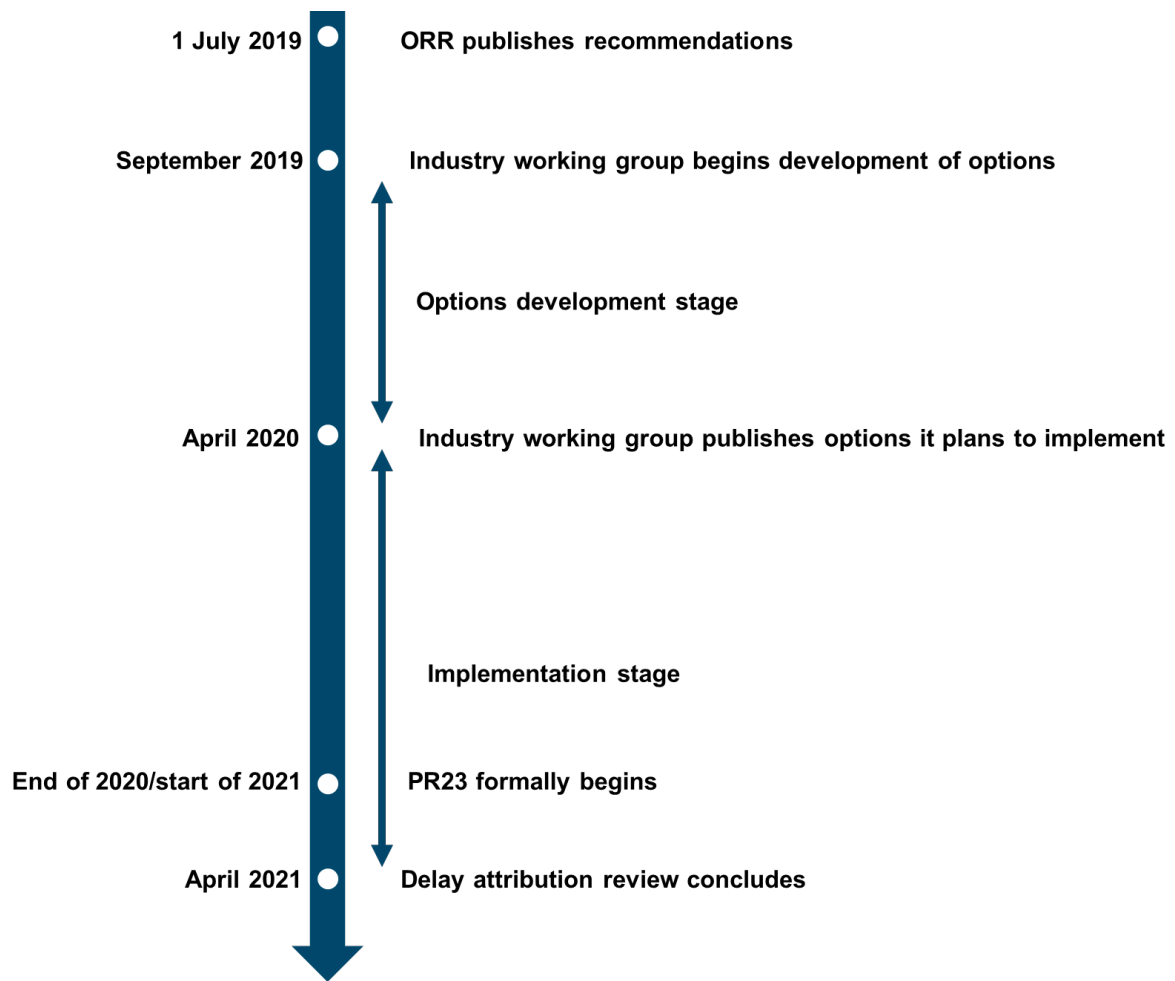 1 July 2019 ORR publishes recommendations
September 2019 Industry working group begins development of options
Options development stage
April 2020 Industry working group publishes options it plans to implement
Implementation stage
End of 2020/start of 2021 PR23 formally begins
April 2021 Delay attribution review concludes